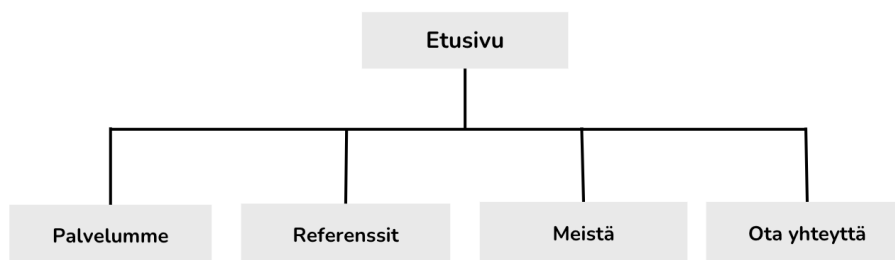 Etusivu
Palvelumme
Referenssit
Meistä
Ota yhteyttä